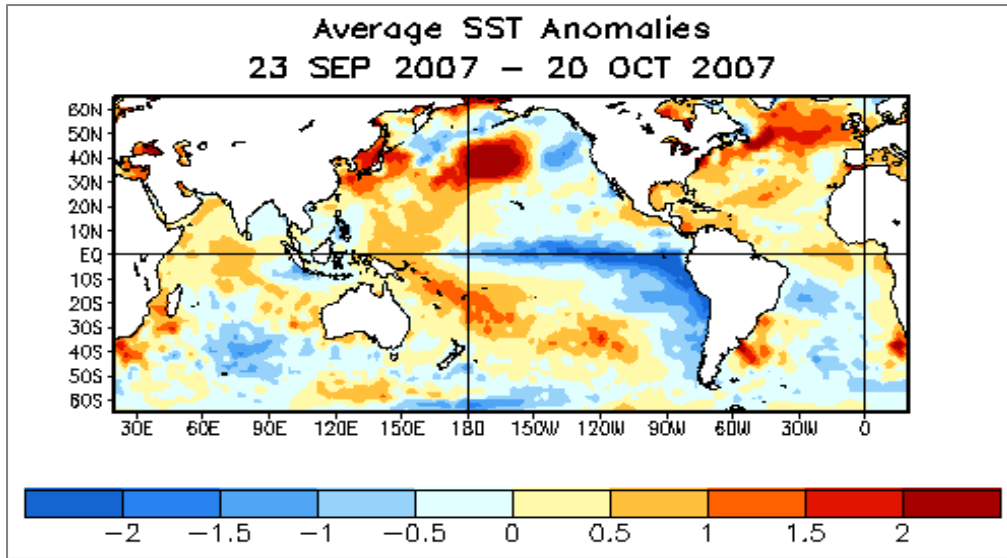 Average SST Anomalies
23 SEP 2007 – 20 OCT 2007
60N
50N
40N
30N
20N
10N
EQ
10S
20S
30S
40S
50S
60S
30E 60E 90E 120E 150E 180 150W 120W 90W 60W 30W 0
−2 −1.5 −1 −0.5 0 0.5 1 1.5 2